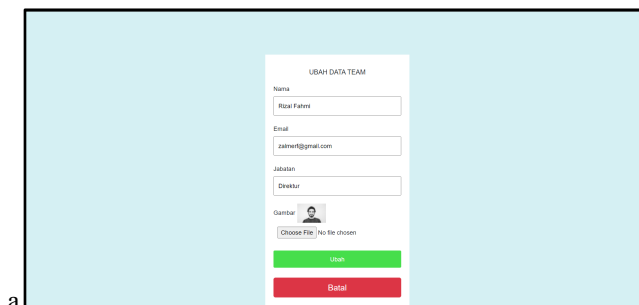 UBAH DATA TEAM
Nama
Rizal Fahmi
Email
zalmerf@gmail.com
Jabatan
Direktur
Gambar
Choose File No file chosen
Ubah
Batal
a